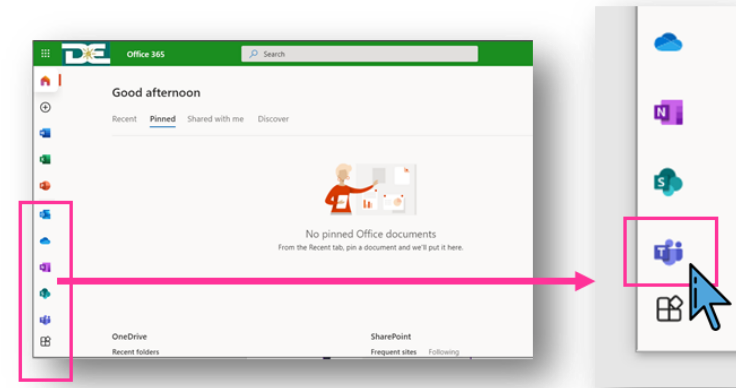 DE Office 365 Search
Good afternoon
Recent Pinned Shared with me Discover
No pinned Office documents
From the Recent tab, pin a document and we'll put it here.
OneDrive SharePoint
Recent folders Frequent sites Following
N
S